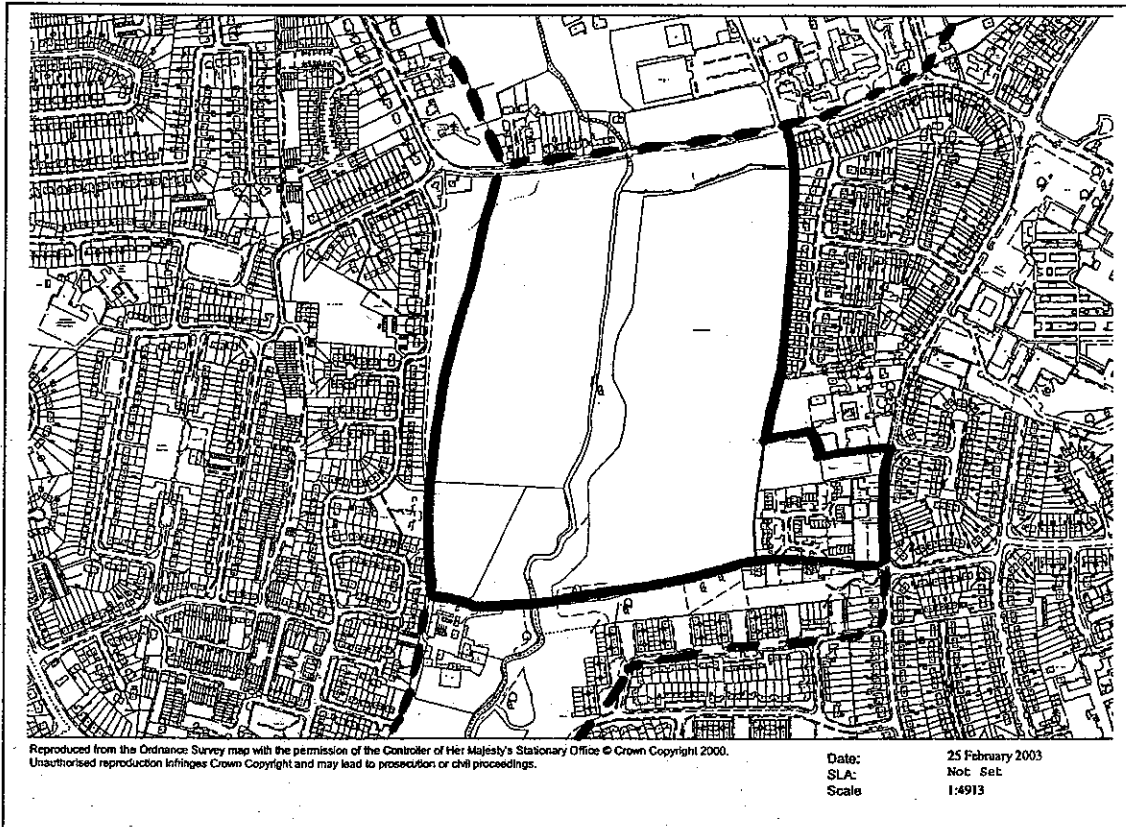 Reproduced from the Ordnance Survey map with the permission of the Controller of Her Majesty's Stationary Office © Crown Copyright 2000.
Unauthorised reproduction infringes Crown Copyright and may lead to prosecution or civil proceedings.
Date: 25 February 2003
SLA: Not Set
Scale 1:4913